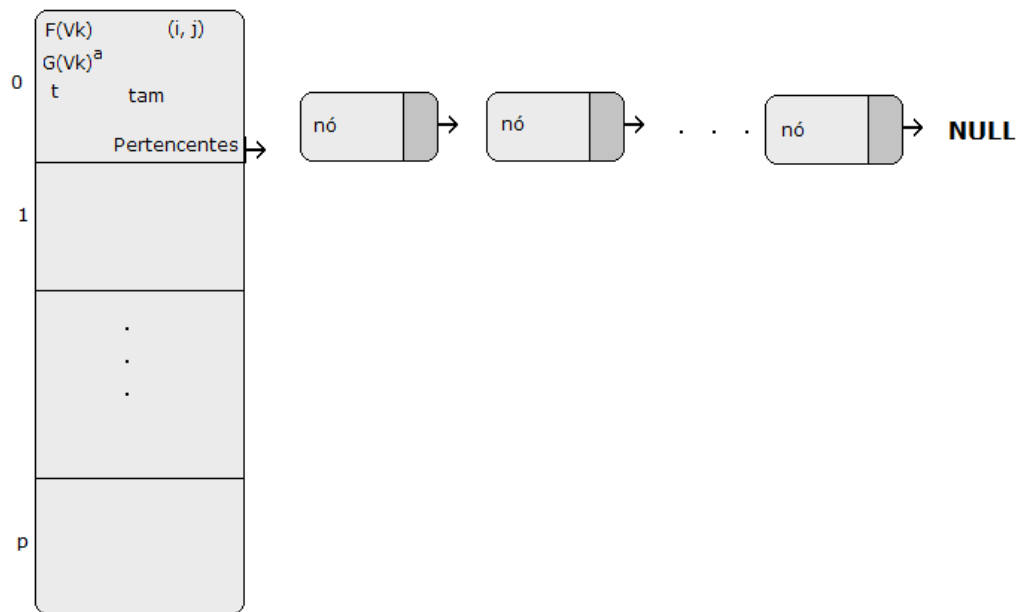 F(Vk) (i, j)
G(Vk)ª
0
t tam
nó nó . . . nó NULL
Pertencentes
1
.
.
.
p